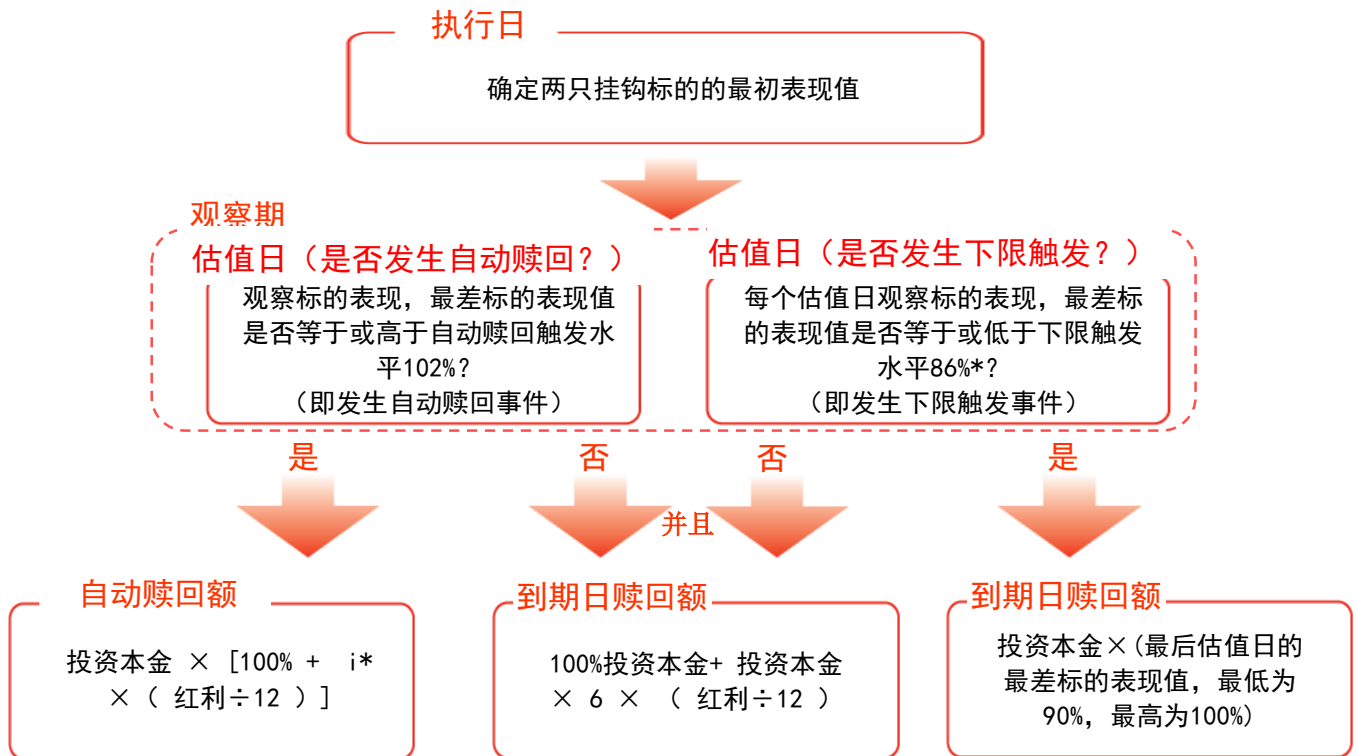 执行日
确定两只挂钩标的的最初表现值
观察期
估值日（是否发生自动赎回？）
观察标的表现，最差标的表现值
是否等于或高于自动赎回触发水
平102%?
（即发生自动赎回事件）
估值日（是否发生下限触发？）
每个估值日观察标的表现，最差标
的表现值是否等于或低于下限触发
水平86%*?
（即发生下限触发事件）
是
否
否
是
并且
自动赎回额
投资本金 × [100% + i*
×（ 红利÷12 ）]
到期日赎回额
100%投资本金+ 投资本金
× 6 × （ 红利÷12 ）
到期日赎回额
投资本金×(最后估值日的
最差标的表现值，最低为
90%，最高为100%)